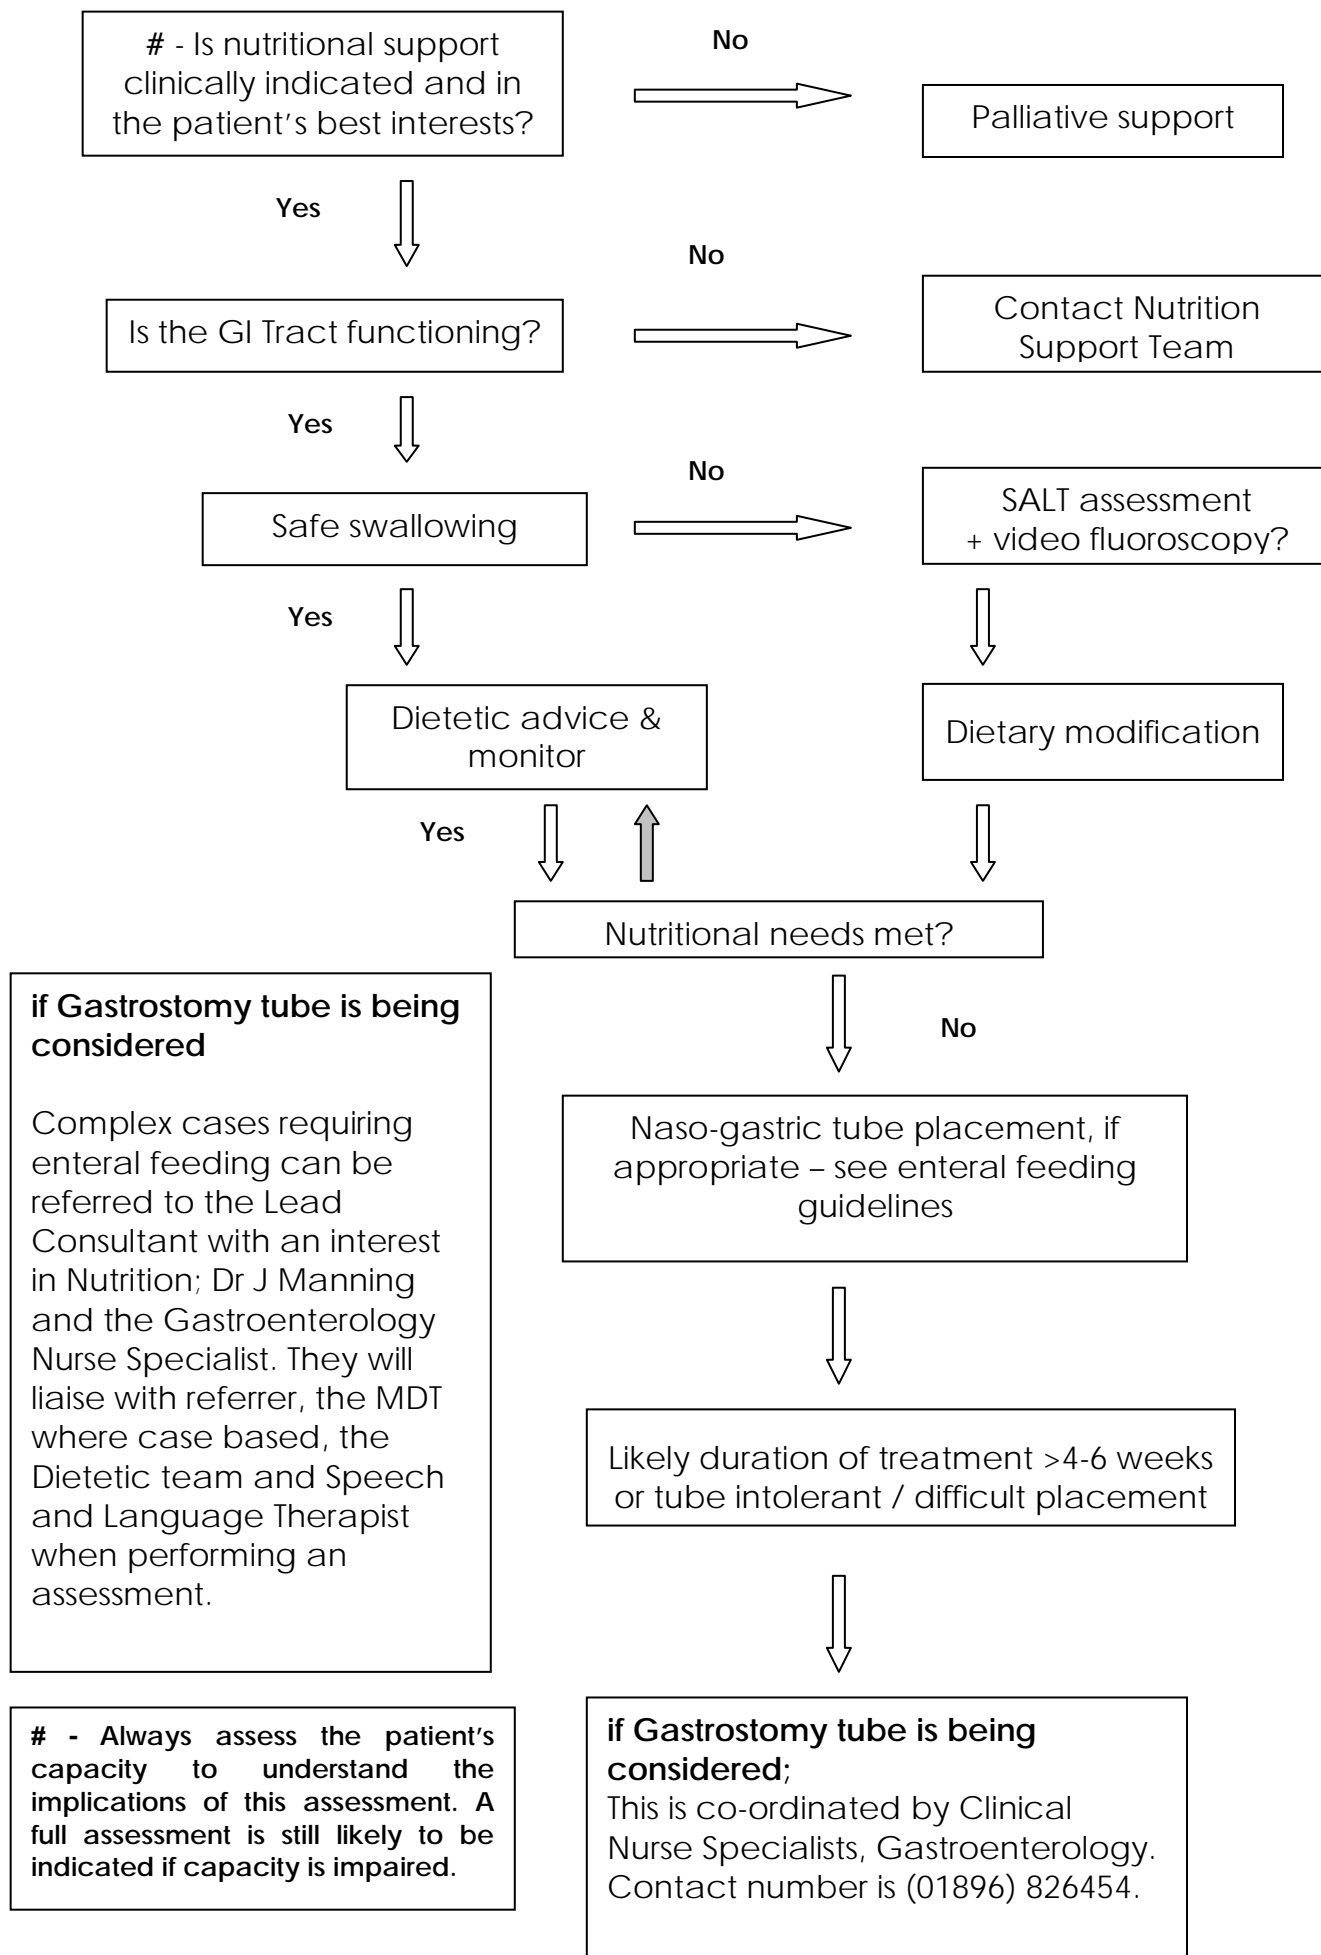 # - Is nutritional support
clinically indicated and in
the patient's best interests?
No
Palliative support
Yes
No
Is the GI Tract functioning?
Contact Nutrition
Support Team
Yes
No
Safe swallowing
SALT assessment
+ video fluoroscopy?
Yes
Dietetic advice &
monitor
Dietary modification
Yes
Nutritional needs met?
No
if Gastrostomy tube is being
considered
Complex cases requiring
enteral feeding can be
referred to the Lead
Consultant with an interest
in Nutrition; Dr J Manning
and the Gastroenterology
Nurse Specialist. They will
liaise with referrer, the MDT
where case based, the
Dietetic team and Speech
and Language Therapist
when performing an
assessment.
Naso-gastric tube placement, if
appropriate – see enteral feeding
guidelines
Likely duration of treatment >4-6 weeks
or tube intolerant / difficult placement
# - Always assess the patient's
capacity to understand the
implications of this assessment. A
full assessment is still likely to be
indicated if capacity is impaired.
if Gastrostomy tube is being
considered;
This is co-ordinated by Clinical
Nurse Specialists, Gastroenterology.
Contact number is (01896) 826454.